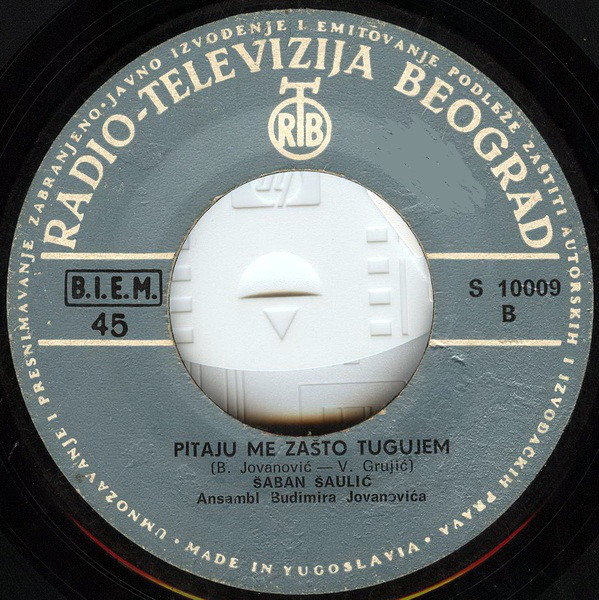 UMNOŽAVANJE I PRESNIMAVANJE ZABRANJENO • JAVNO IZVOĐENJE I EMITOVANJE PODLEŽE ZAŠTITI AUTORSKIH I IZVOĐAČKIH PRAVA •
RADIO-TELEVIZIJA BEOGRAD
RTB
B.I.E.M.
45
S 10009
B
PITAJU ME ZAŠTO TUGUJEM
(B. Jovanović — V. Grujić)
ŠABAN ŠAULIĆ
Ansambl Budimira Jovanovića
• MADE IN YUGOSLAVIA •
hp